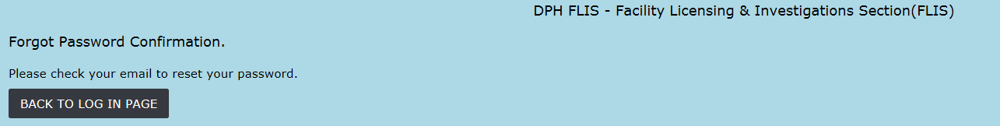 DPH FLIS - Facility Licensing & Investigations Section(FLIS)
Forgot Password Confirmation.
Please check your email to reset your password.
BACK TO LOG IN PAGE